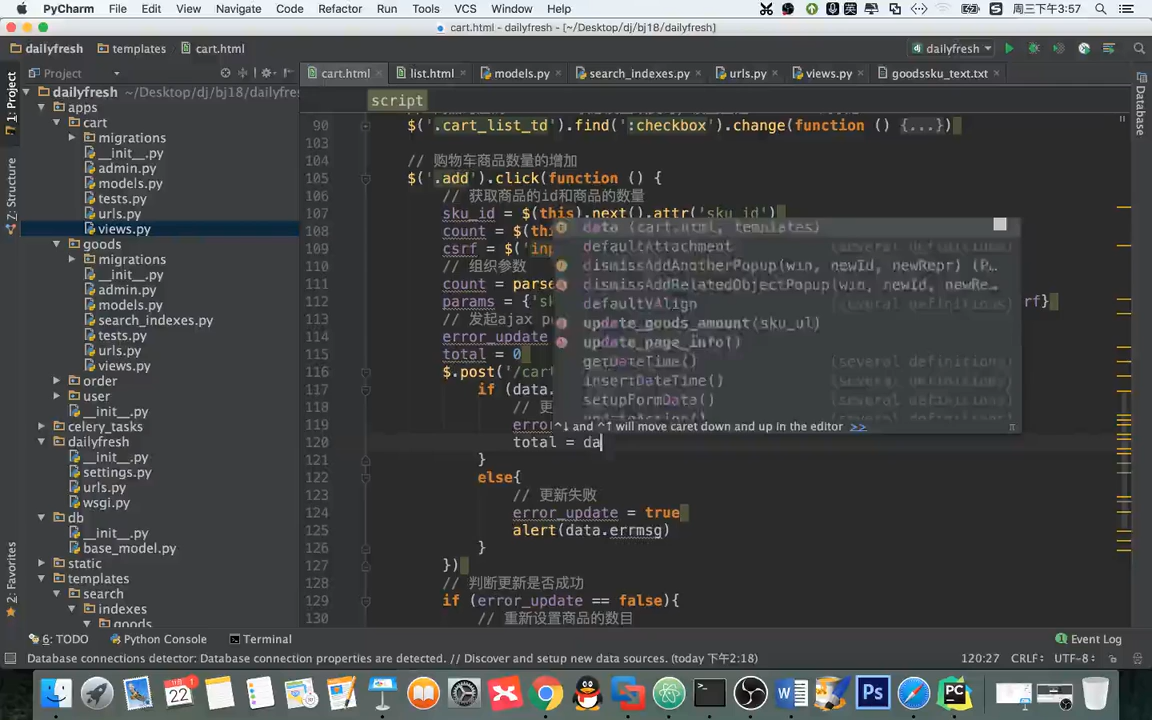 PyCharm File Edit View Navigate Code Refactor Run Tools VCS Window Help 英 周三下午3:57
cart.html - dailyfresh - [~/Desktop/dj/bj18/dailyfresh]
dailyfresh templates cart.html dailyfresh
Project cart.html list.html models.py search_indexes.py urls.py views.py goodssku_text.txt
1: Project
Z: Structure
2: Favorites
Database
dailyfresh ~/Desktop/dj/bj18/dailyfre
apps
cart
migrations
__init__.py
admin.py
models.py
tests.py
urls.py
views.py
goods
migrations
__init__.py
admin.py
models.py
search_indexes.py
tests.py
urls.py
views.py
order
user
__init__.py
celery_tasks
dailyfresh
__init__.py
settings.py
urls.py
wsgi.py
db
__init__.py
base_model.py
static
templates
search
indexes
goods
script
90 $('.cart_list_td').find(':checkbox').change(function () {...})
103
104 // 购物车商品数量的增加
105 $('.add').click(function () {
106 // 获取商品的id和商品的数量
107 sku_id = $(this).next().attr('sku_id')
108 count = $(thi
109 csrf = $('inp
110 // 组织参数
111 count = parse
112 params = {'sk rf}
113 // 发起ajax po
114 error_update
115 total = 0
116 $.post('/cart
117 if (data.
118 // 更
119 error
120 total = da
121 }
122 else{
123 // 更新失败
124 error_update = true
125 alert(data.errmsg)
126 }
127 })
128 // 判断更新是否成功
129 if (error_update == false){
130 // 重新设置商品的数目
data (cart.html, templates)
defaultAttachment (several definitions)
dismissAddAnotherPopup(win, newId, newRepr) (P…
dismissAddRelatedObjectPopup(win, newId, newRe…
defaultVAlign (several definitions)
update_goods_amount(sku_ul)
update_page_info()
getDateTime() (several definitions)
insertDateTime() (several definitions)
setupFormData() (several definitions)
^↓ and ^↑ will move caret down and up in the editor >>
6: TODO Python Console Terminal Event Log
Database connections detector: Database connection properties are detected. // Discover and setup new data sources. (today 下午2:18) 120:27 CRLF÷ UTF-8÷
22